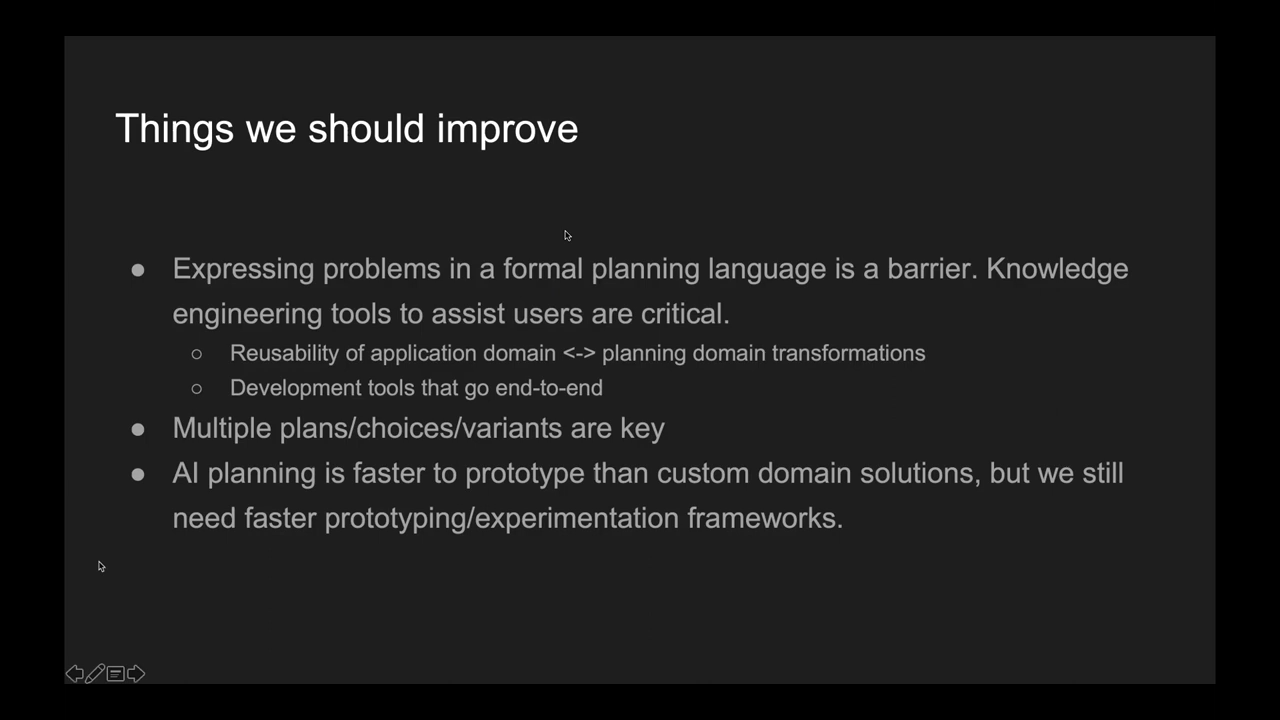 Things we should improve
● Expressing problems in a formal planning language is a barrier. Knowledge
engineering tools to assist users are critical.
○ Reusability of application domain <-> planning domain transformations
○ Development tools that go end-to-end
● Multiple plans/choices/variants are key
● AI planning is faster to prototype than custom domain solutions, but we still
need faster prototyping/experimentation frameworks.